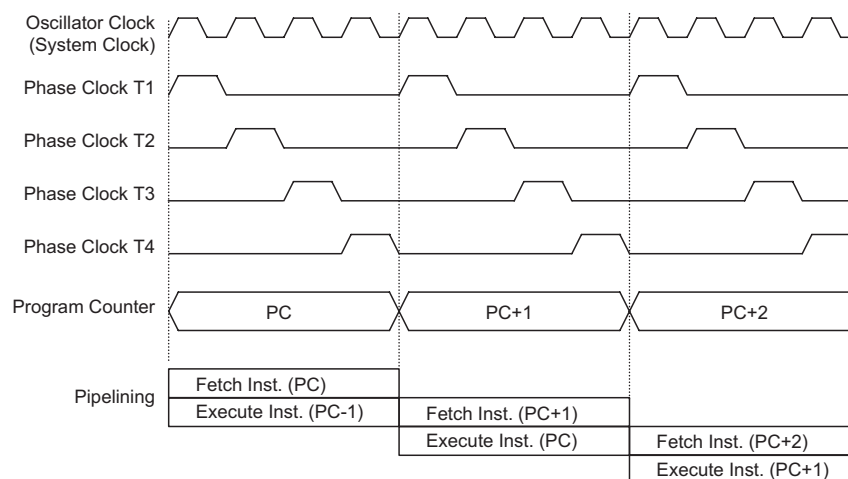 Oscillator Clock
(System Clock)
Phase Clock T1
Phase Clock T2
Phase Clock T3
Phase Clock T4
Program Counter
PC
PC+1
PC+2
Pipelining
Fetch Inst. (PC)
Execute Inst. (PC-1)
Fetch Inst. (PC+1)
Execute Inst. (PC)
Fetch Inst. (PC+2)
Execute Inst. (PC+1)